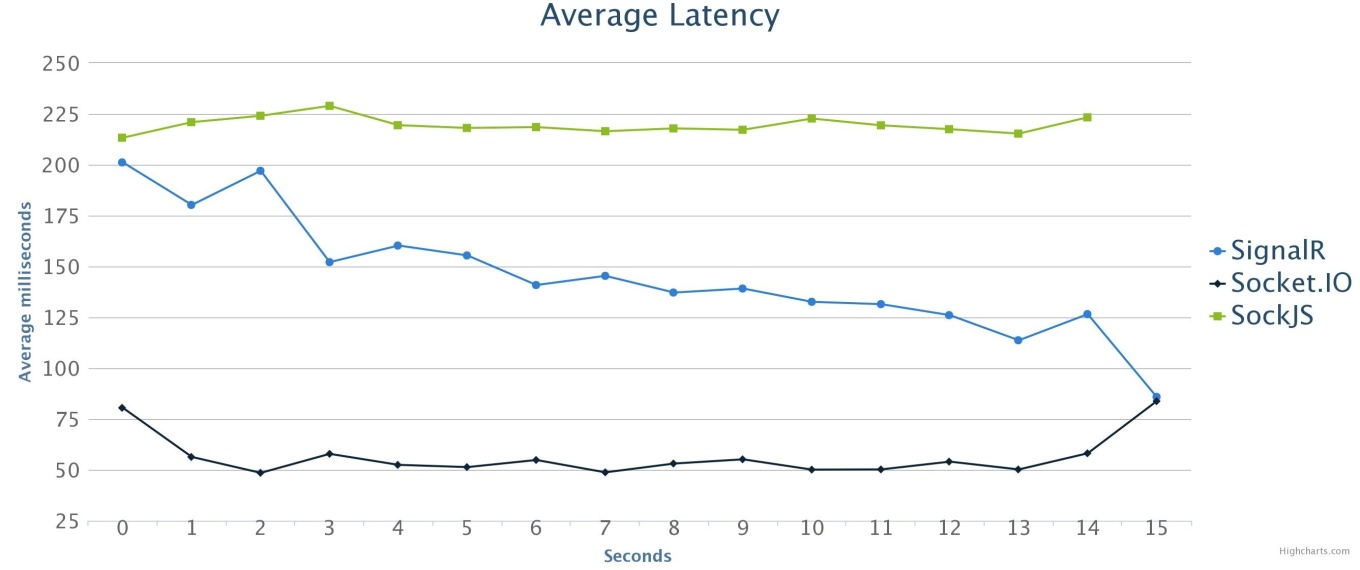 Average Latency
250
225
200
175
150
125
100
75
50
25
Average milliseconds
0 1 2 3 4 5 6 7 8 9 10 11 12 13 14 15
Seconds
SignalR
Socket.IO
SockJS
Highcharts.com